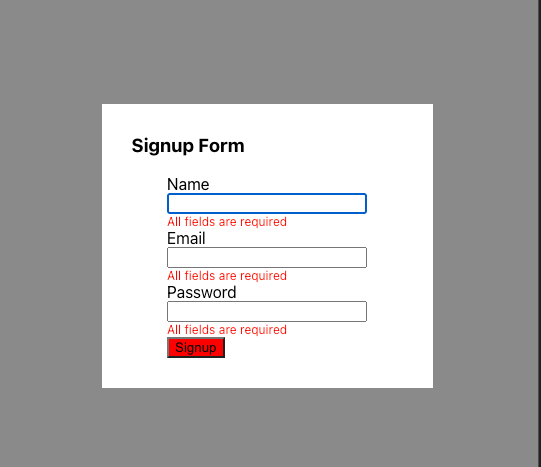 Signup Form
Name
All fields are required
Email
All fields are required
Password
All fields are required
Signup